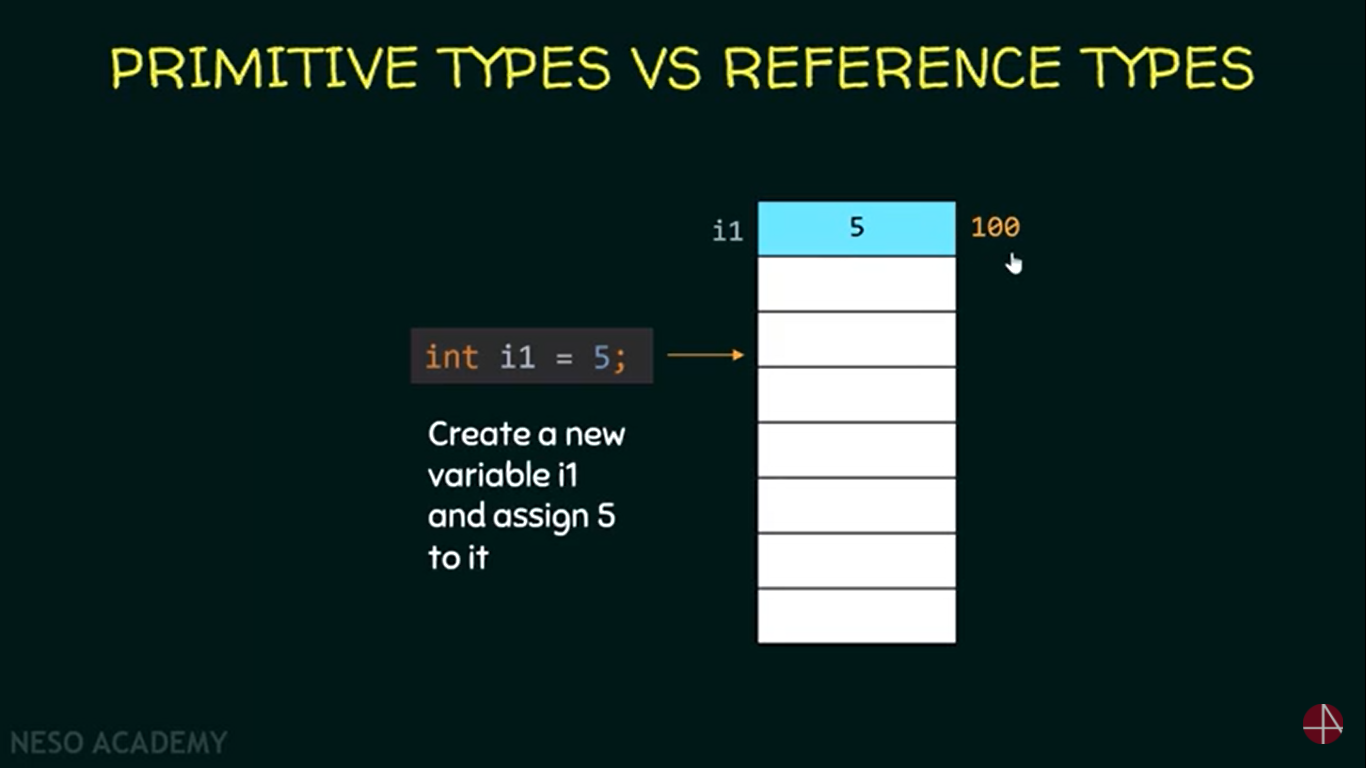 PRIMITIVE TYPES VS REFERENCE TYPES
i1 5 100
int i1 = 5;
Create a new
variable i1
and assign 5
to it
NESO ACADEMY